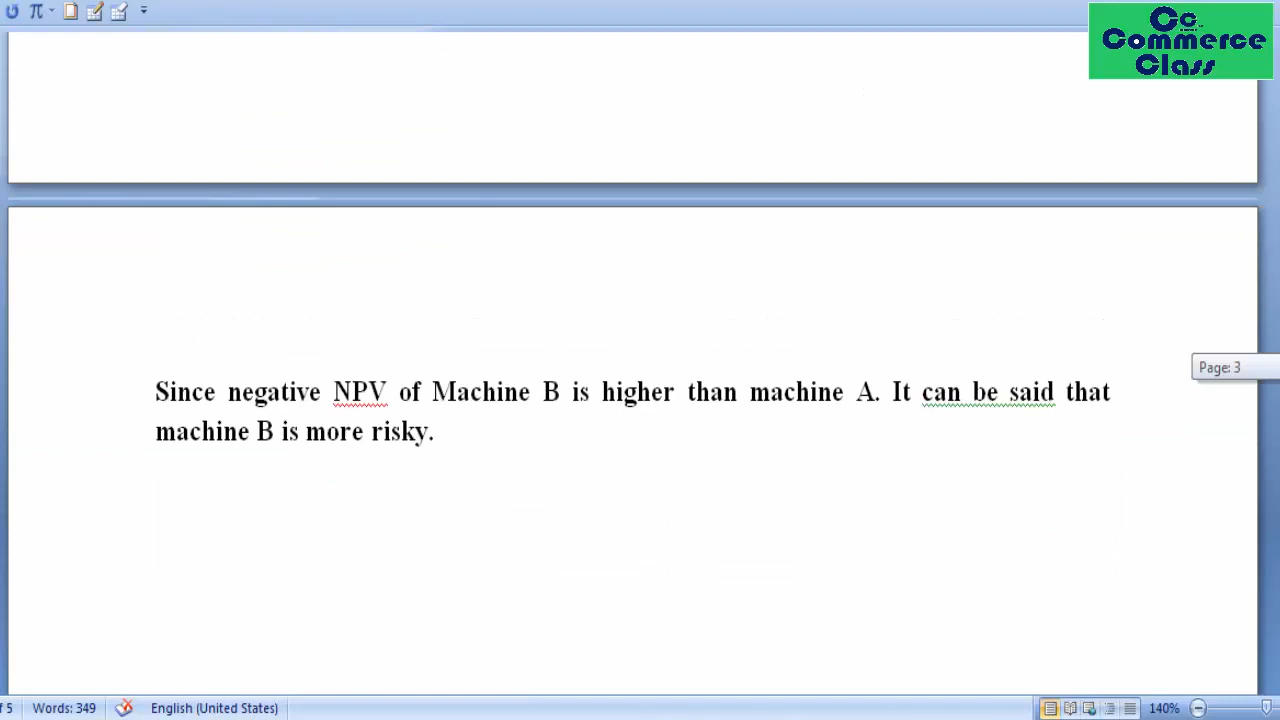 Cc
Commerce
Class
Since negative NPV of Machine B is higher than machine A. It can be said that
machine B is more risky.
Page: 3
f 5 Words: 349 English (United States) 140%